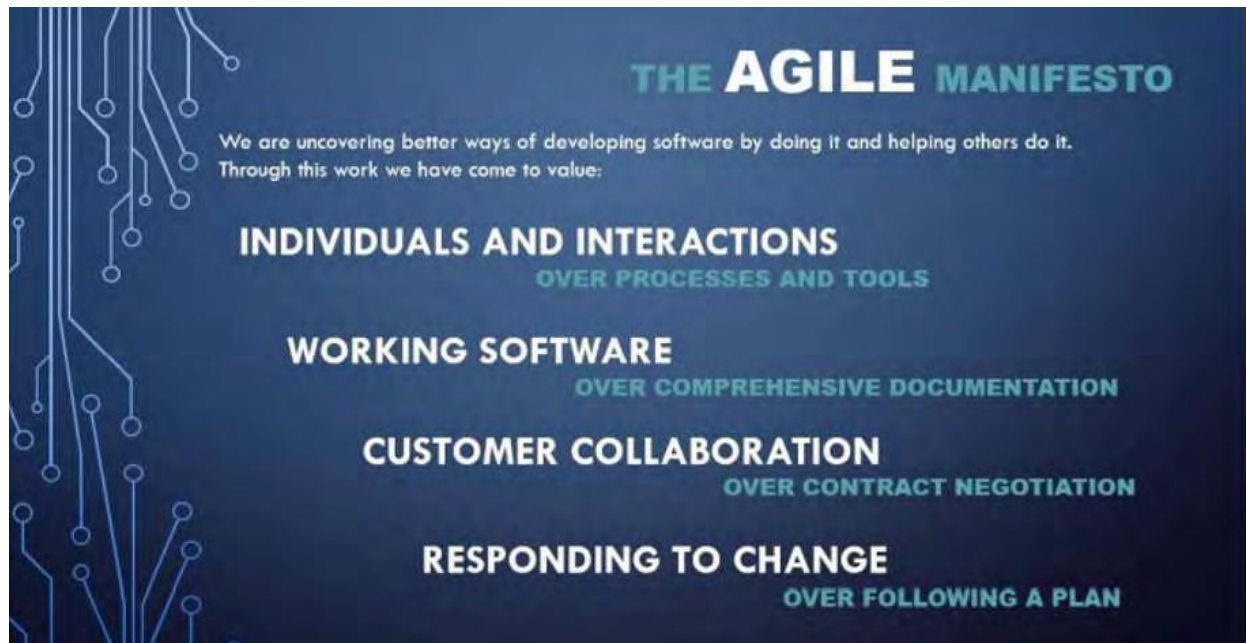 THE AGILE MANIFESTO
We are uncovering better ways of developing software by doing it and helping others do it.
Through this work we have come to value:
INDIVIDUALS AND INTERACTIONS
OVER PROCESSES AND TOOLS
WORKING SOFTWARE
OVER COMPREHENSIVE DOCUMENTATION
CUSTOMER COLLABORATION
OVER CONTRACT NEGOTIATION
RESPONDING TO CHANGE
OVER FOLLOWING A PLAN